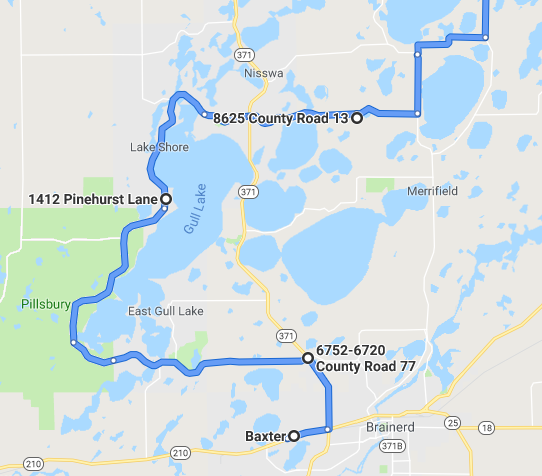 371
Nisswa
8625 County Road 13
Lake Shore
371
Merrifield
1412 Pinehurst Lane
Gull Lake
Pillsbury
East Gull Lake
371
6752-6720
County Road 77
Baxter
Brainerd
25
18
371B
210
210